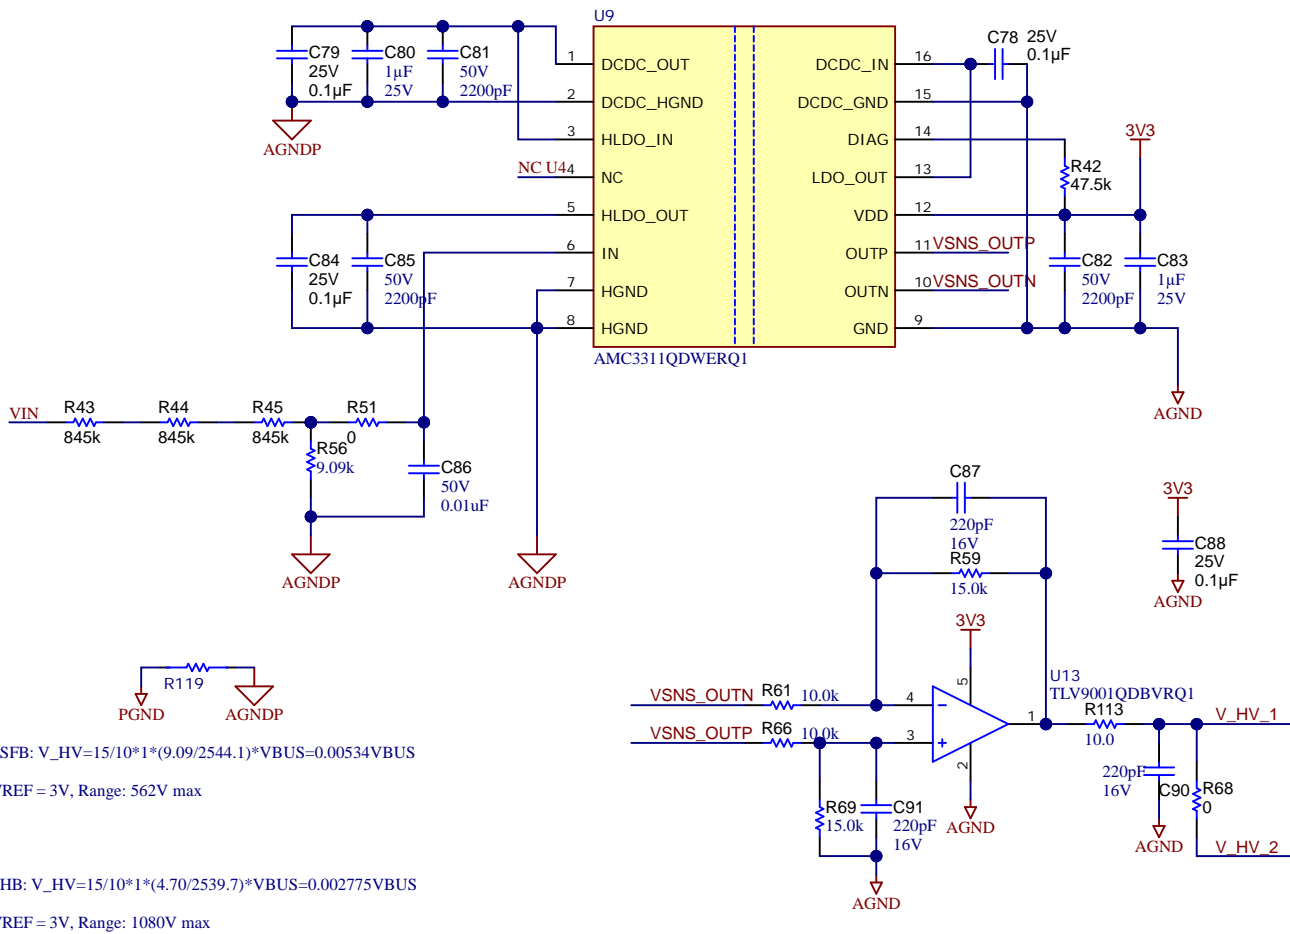 U9
C79
25V
0.1µF
C80
1µF
25V
C81
50V
2200pF
AGNDP
1 DCDC_OUT
2 DCDC_HGND
3 HLDO_IN
NC U4 4 NC
5 HLDO_OUT
6 IN
7 HGND
8 HGND
DCDC_IN 16
DCDC_GND 15
DIAG 14
LDO_OUT 13
VDD 12
OUTP 11 VSNS_OUTP
OUTN 10 VSNS_OUTN
GND 9
AMC3311QDWERQ1
C78 25V
0.1µF
3V3
R42
47.5k
C82
50V
2200pF
C83
1µF
25V
AGND
C84
25V
0.1µF
C85
50V
2200pF
VIN
R43
845k
R44
845k
R45
845k
R51
0
R56
9.09k
C86
50V
0.01uF
AGNDP
AGNDP
C87
220pF
16V
R59
15.0k
3V3
C88
25V
0.1µF
AGND
3V3
R119
PGND
AGNDP
VSNS_OUTN R61 10.0k
VSNS_OUTP R66 10.0k
4
3
5
2
1
U13
TLV9001QDBVRQ1
R113
10.0
V_HV_1
R69
15.0k
C91
220pF
16V
AGND
AGND
220pF
16V
C90
R68
0
AGND
V_HV_2
SFB: V_HV=15/10*1*(9.09/2544.1)*VBUS=0.00534VBUS
VREF = 3V, Range: 562V max
HB: V_HV=15/10*1*(4.70/2539.7)*VBUS=0.002775VBUS
VREF = 3V, Range: 1080V max